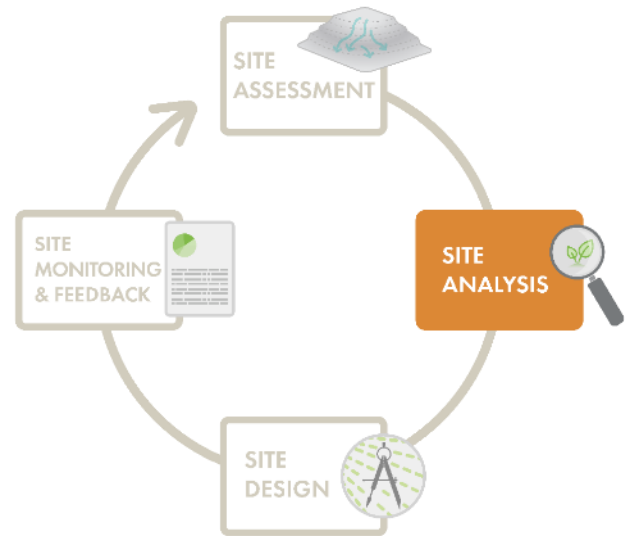 SITE
ASSESSMENT
SITE
ANALYSIS
SITE
DESIGN
SITE
MONITORING
& FEEDBACK